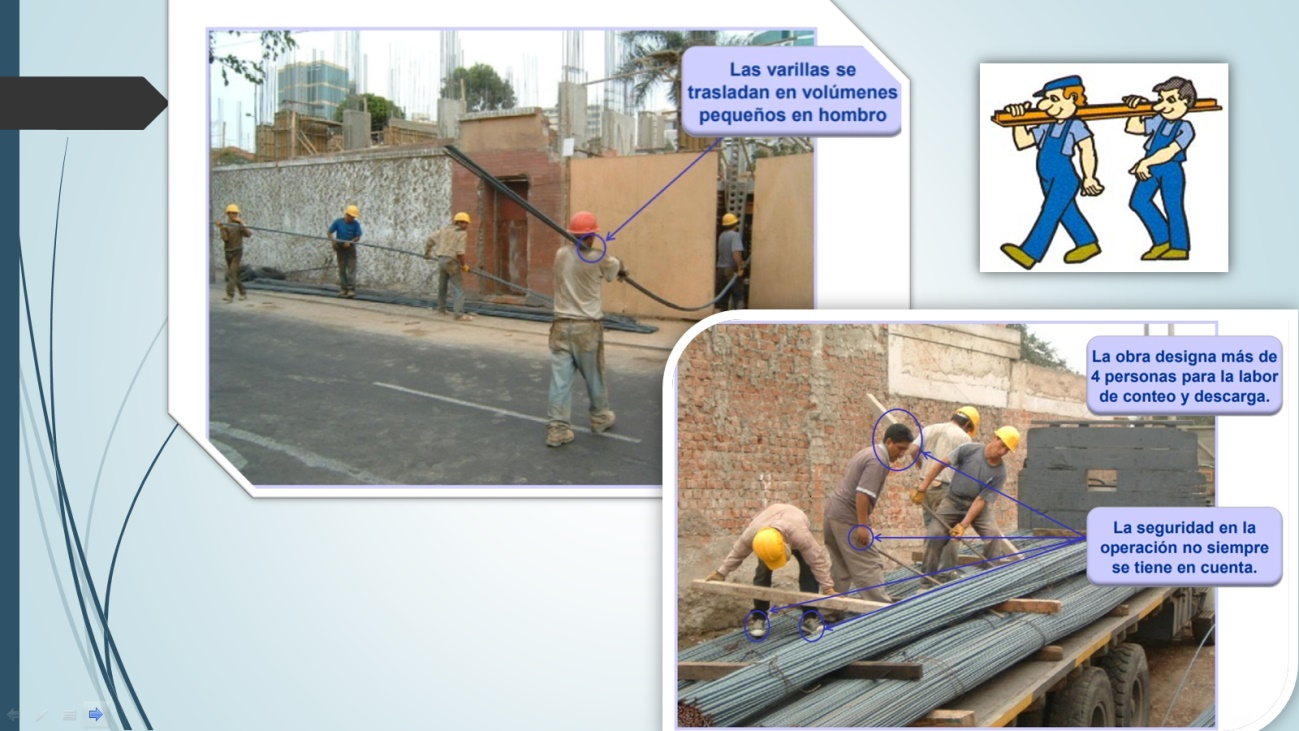 Las varillas se
trasladan en volúmenes
pequeños en hombro
La obra designa más de
4 personas para la labor
de conteo y descarga.
La seguridad en la
operación no siempre
se tiene en cuenta.